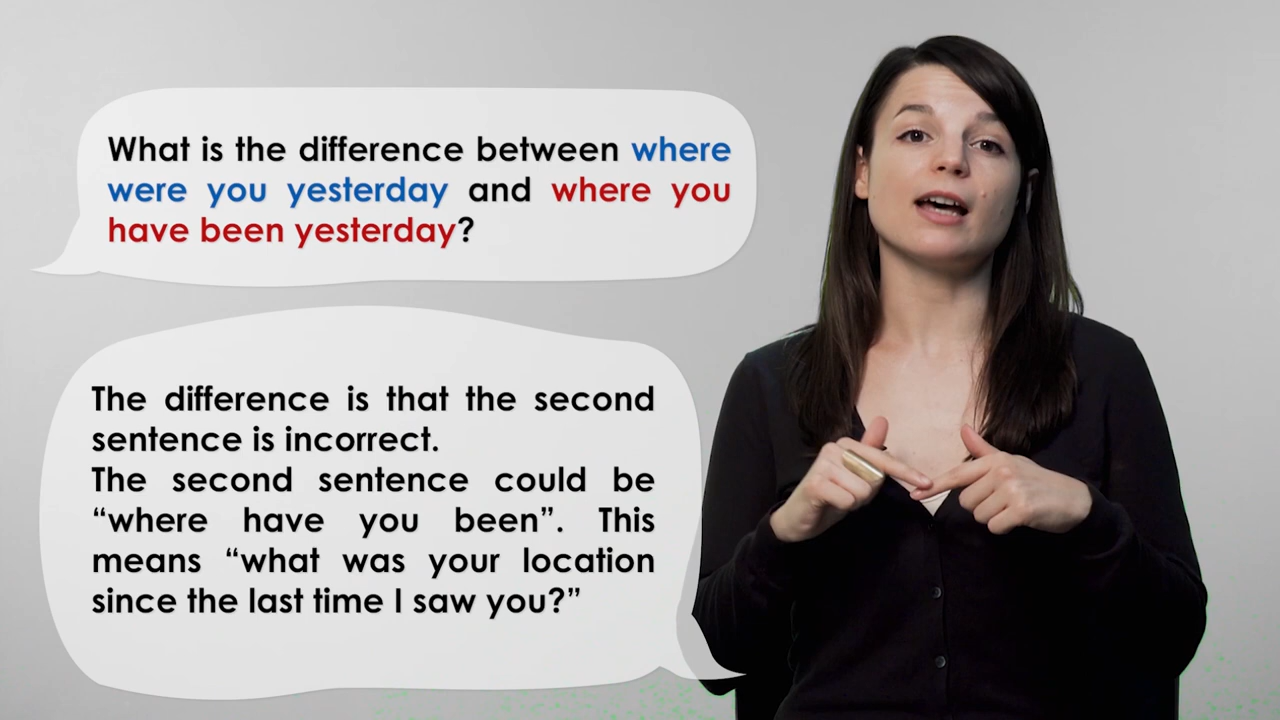 What is the difference between where
were you yesterday and where you
have been yesterday?
The difference is that the second
sentence is incorrect.
The second sentence could be
“where have you been”. This
means “what was your location
since the last time I saw you?”